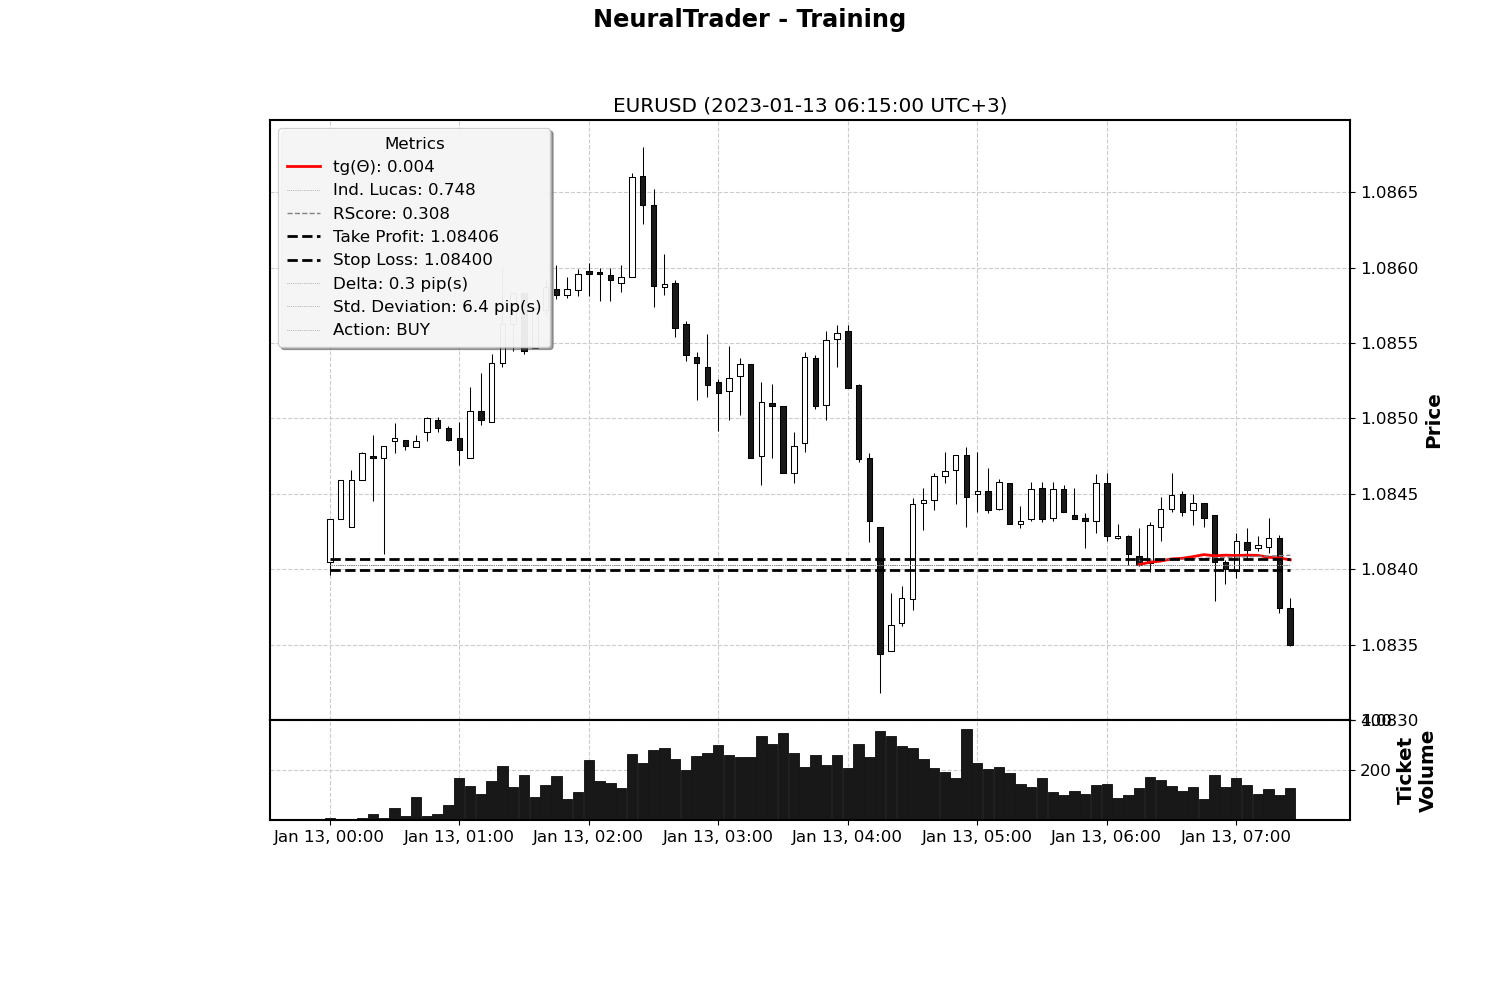 NeuralTrader - Training
EURUSD (2023-01-13 06:15:00 UTC+3)
Metrics
tg(Θ): 0.004
Ind. Lucas: 0.748
RScore: 0.308
Take Profit: 1.08406
Stop Loss: 1.08400
Delta: 0.3 pip(s)
Std. Deviation: 6.4 pip(s)
Action: BUY
1.0865
1.0860
1.0855
1.0850
1.0845
1.0840
1.0835
1.0830
Price
400
200
Ticket
Volume
Jan 13, 00:00 Jan 13, 01:00 Jan 13, 02:00 Jan 13, 03:00 Jan 13, 04:00 Jan 13, 05:00 Jan 13, 06:00 Jan 13, 07:00